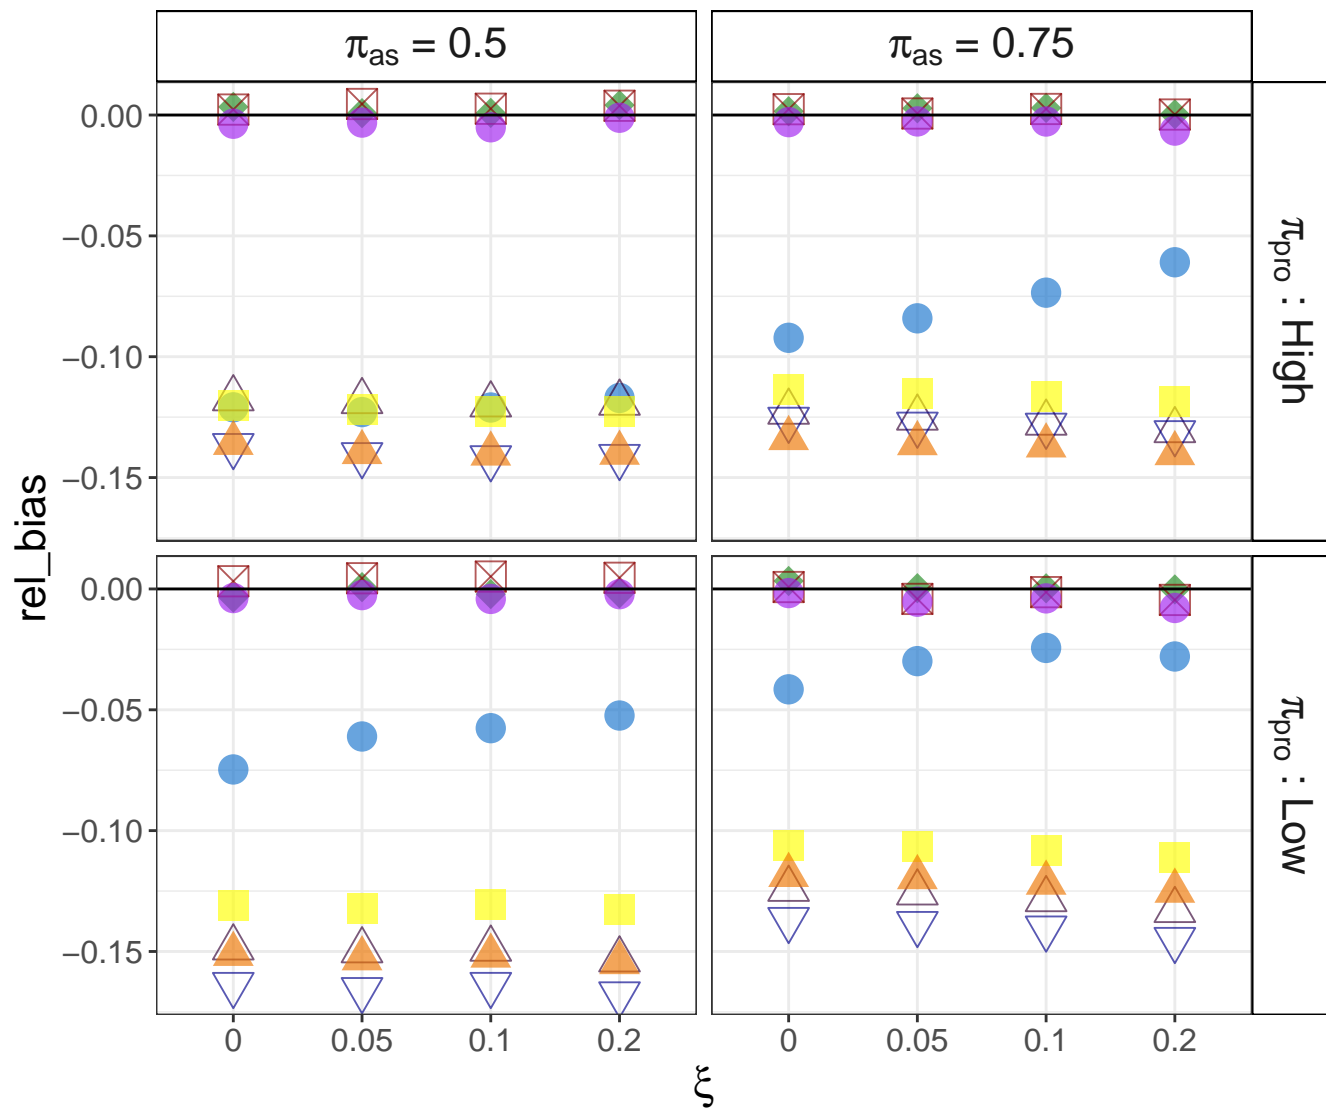 π_as = 0.5
π_as = 0.75
0.00
−0.05
−0.10
−0.15
π_pro : High
0.00
−0.05
−0.10
−0.15
π_pro : Low
rel_bias
0 0.05 0.1 0.2
0 0.05 0.1 0.2
ξ